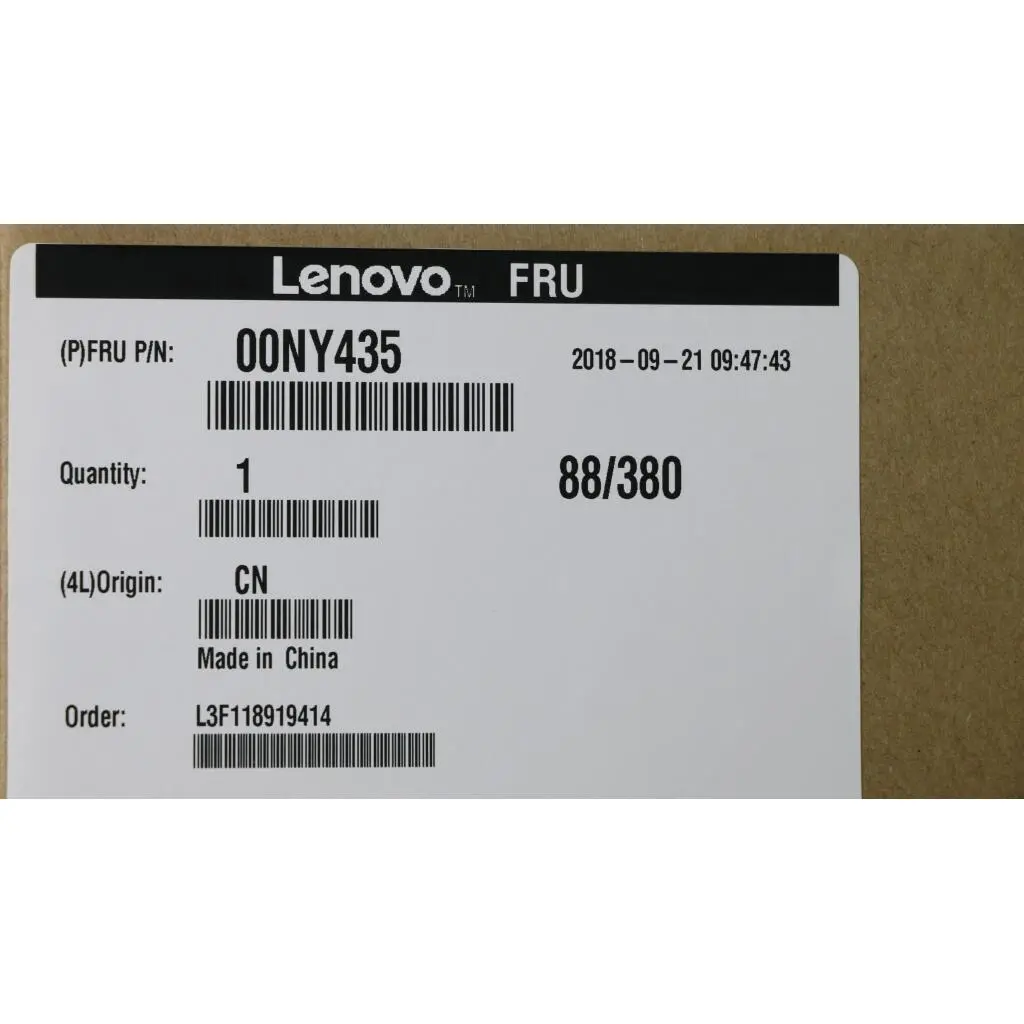 Lenovo™ FRU
(P)FRU P/N: 00NY435 2018-09-21 09:47:43
Quantity: 1 88/380
(4L)Origin: CN
Made in China
Order: L3F118919414